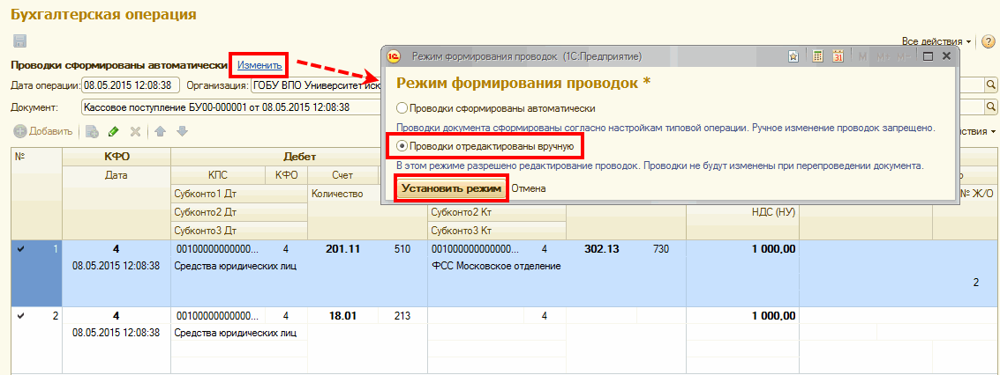 Бухгалтерская операция
Все действия
Проводки сформированы автоматически Изменить
Дата операции: 08.05.2015 12:08:38 Организация: ГОБУ ВПО Университет иск
Документ: Кассовое поступление БУ00-000001 от 08.05.2015 12:08:38
Добавить
ствия
Режим формирования проводок (1С:Предприятие)
31 M M+ M-
Режим формирования проводок *
Проводки сформированы автоматически
Проводки документа сформированы согласно настройкам типовой операции. Ручное изменение проводок запрещено.
Проводки отредактированы вручную
В этом режиме разрешено редактирование проводок. Проводки не будут изменены при перепроведении документа.
Установить режим Отмена
№ КФО Дебет
Дата КПС КФО Счет
Субконто1 Дт Количество № Ж/О
Субконто2 Дт Субконто2 Кт НДС (НУ)
Субконто3 Дт Субконто3 Кт
1 4 00100000000000... 4 201.11 510 00100000000000... 4 302.13 730 1 000,00
08.05.2015 12:08:38 Средства юридических лиц ФСС Московское отделение
2
2 4 00100000000000... 4 18.01 213 4 1 000,00
08.05.2015 12:08:38 Средства юридических лиц